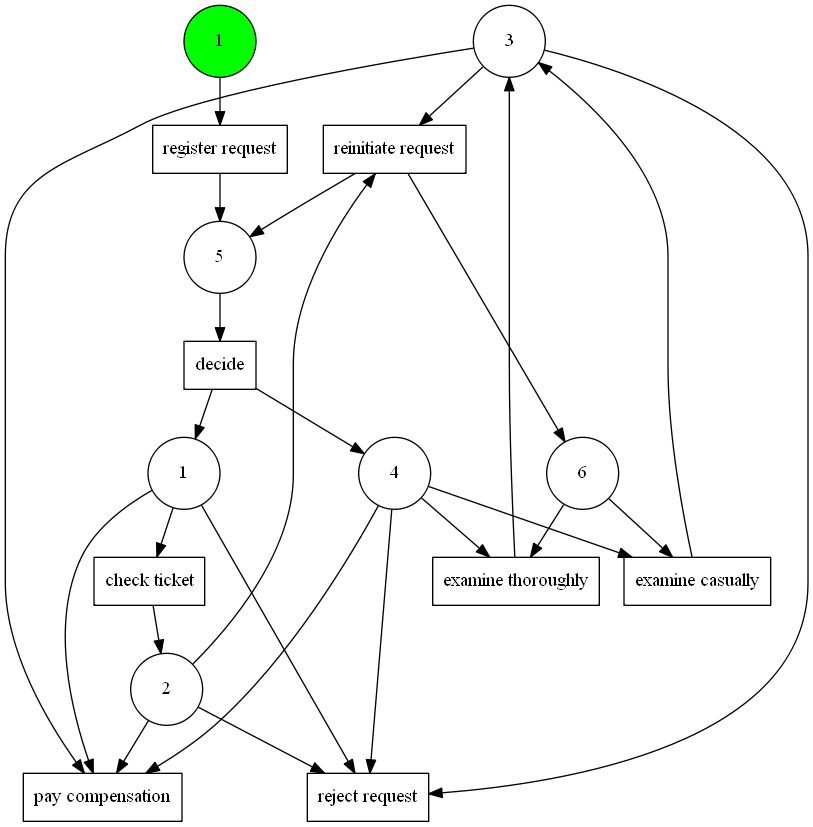 1
3
register request
reinitiate request
5
decide
1
4
6
check ticket
examine thoroughly
examine casually
2
pay compensation
reject request